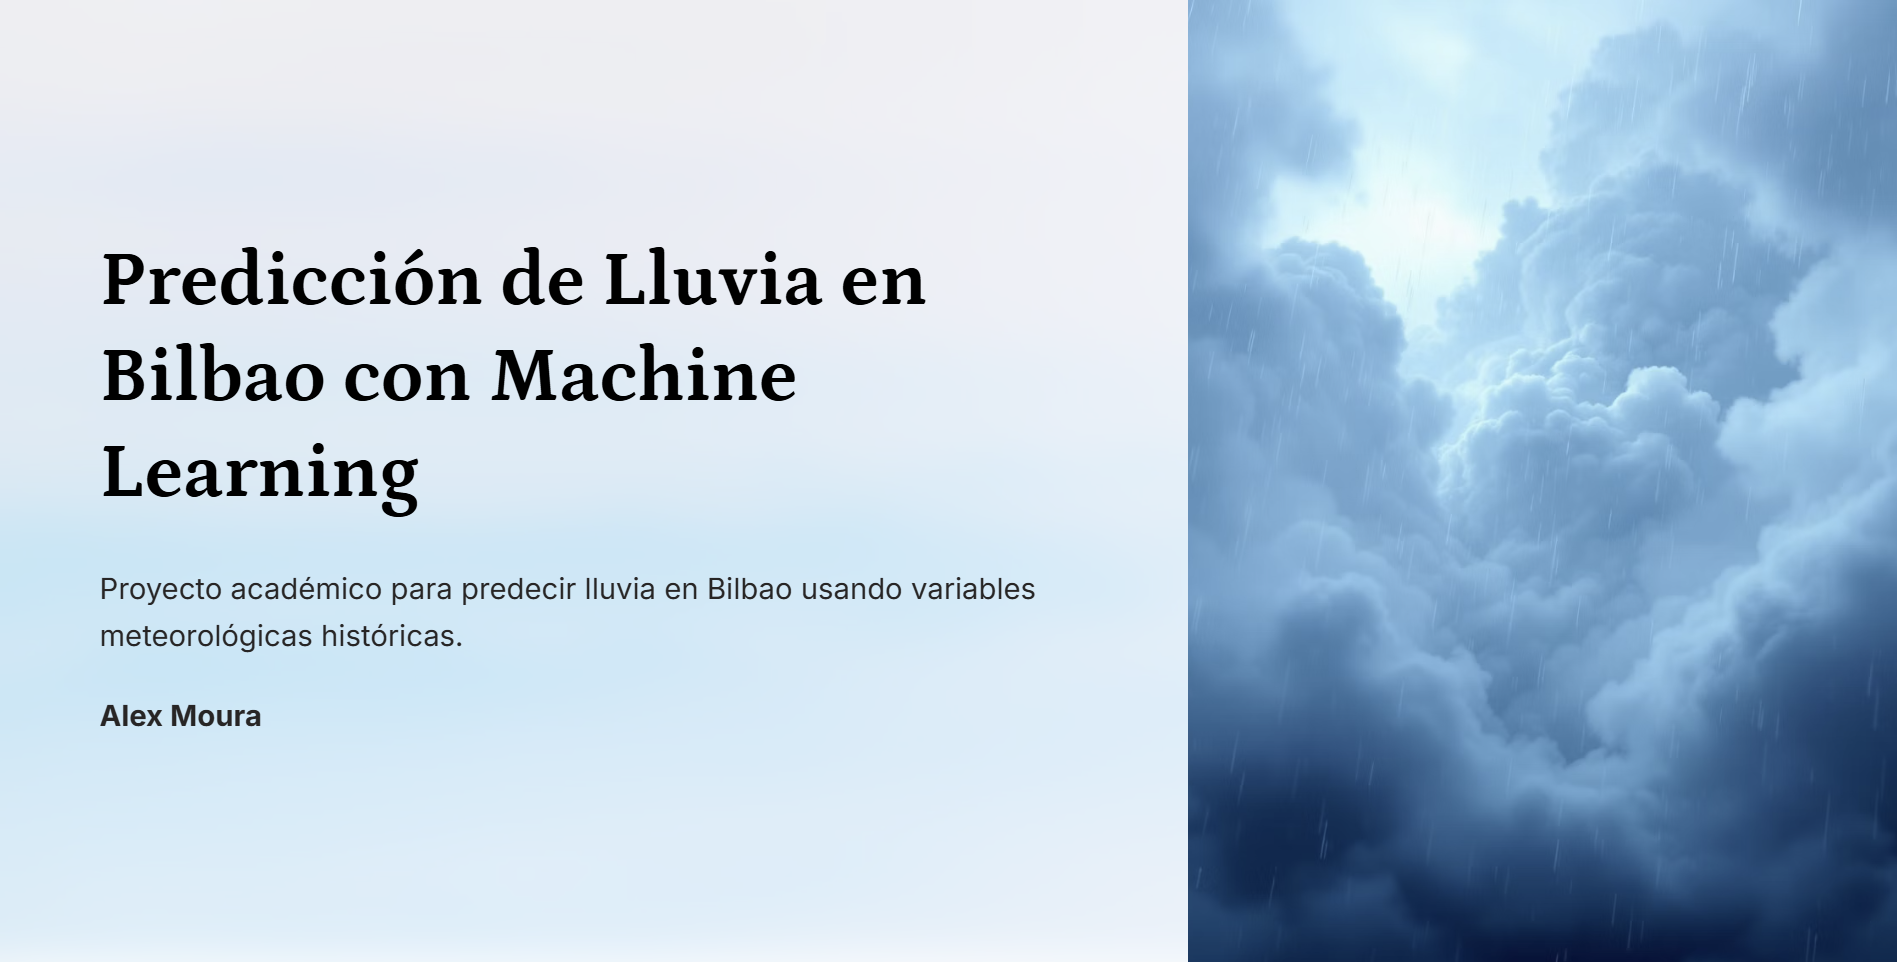 Predicción de Lluvia en
Bilbao con Machine
Learning
Proyecto académico para predecir lluvia en Bilbao usando variables
meteorológicas históricas.
Alex Moura